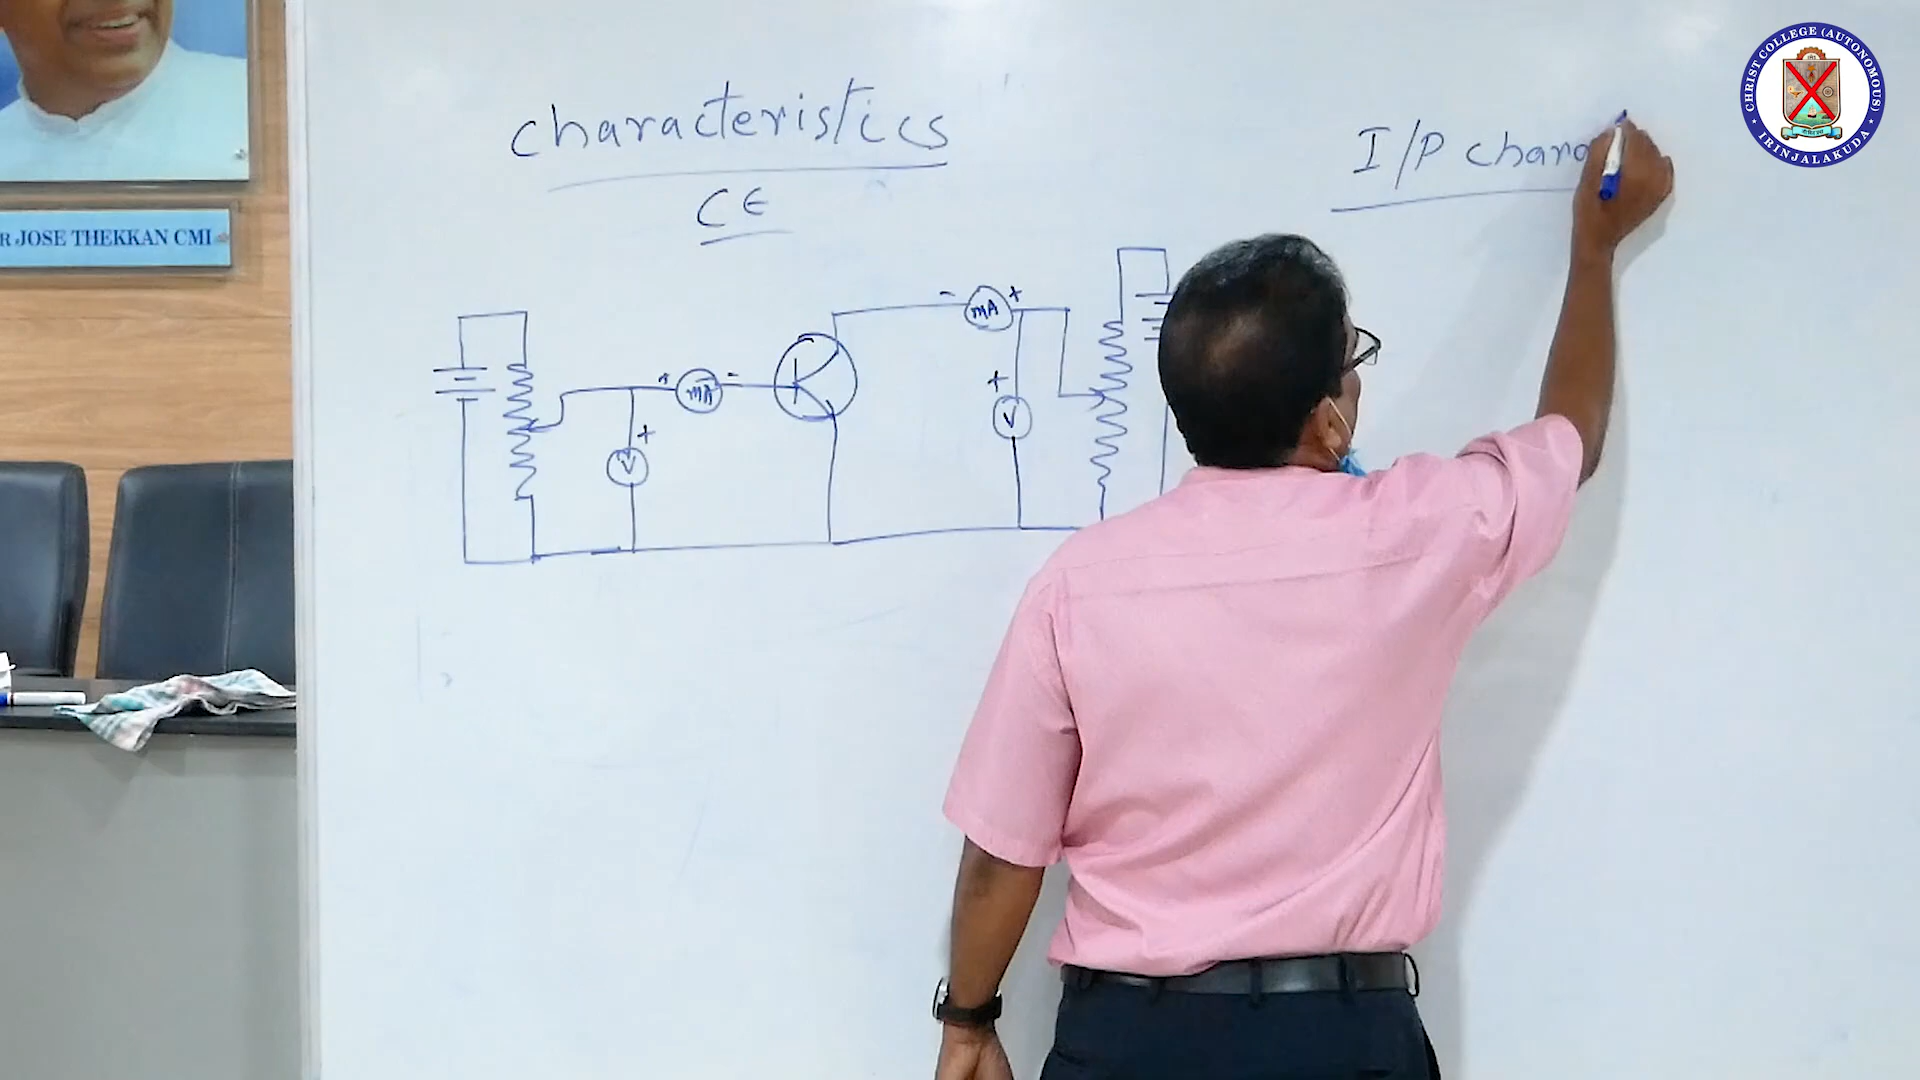 CHRIST COLLEGE (AUTONOMOUS)
IRINJALAKUDA
R JOSE THEKKAN CMI
characteristics
CE
I/P chara
- mA +
+ mA -
+
V
+
V